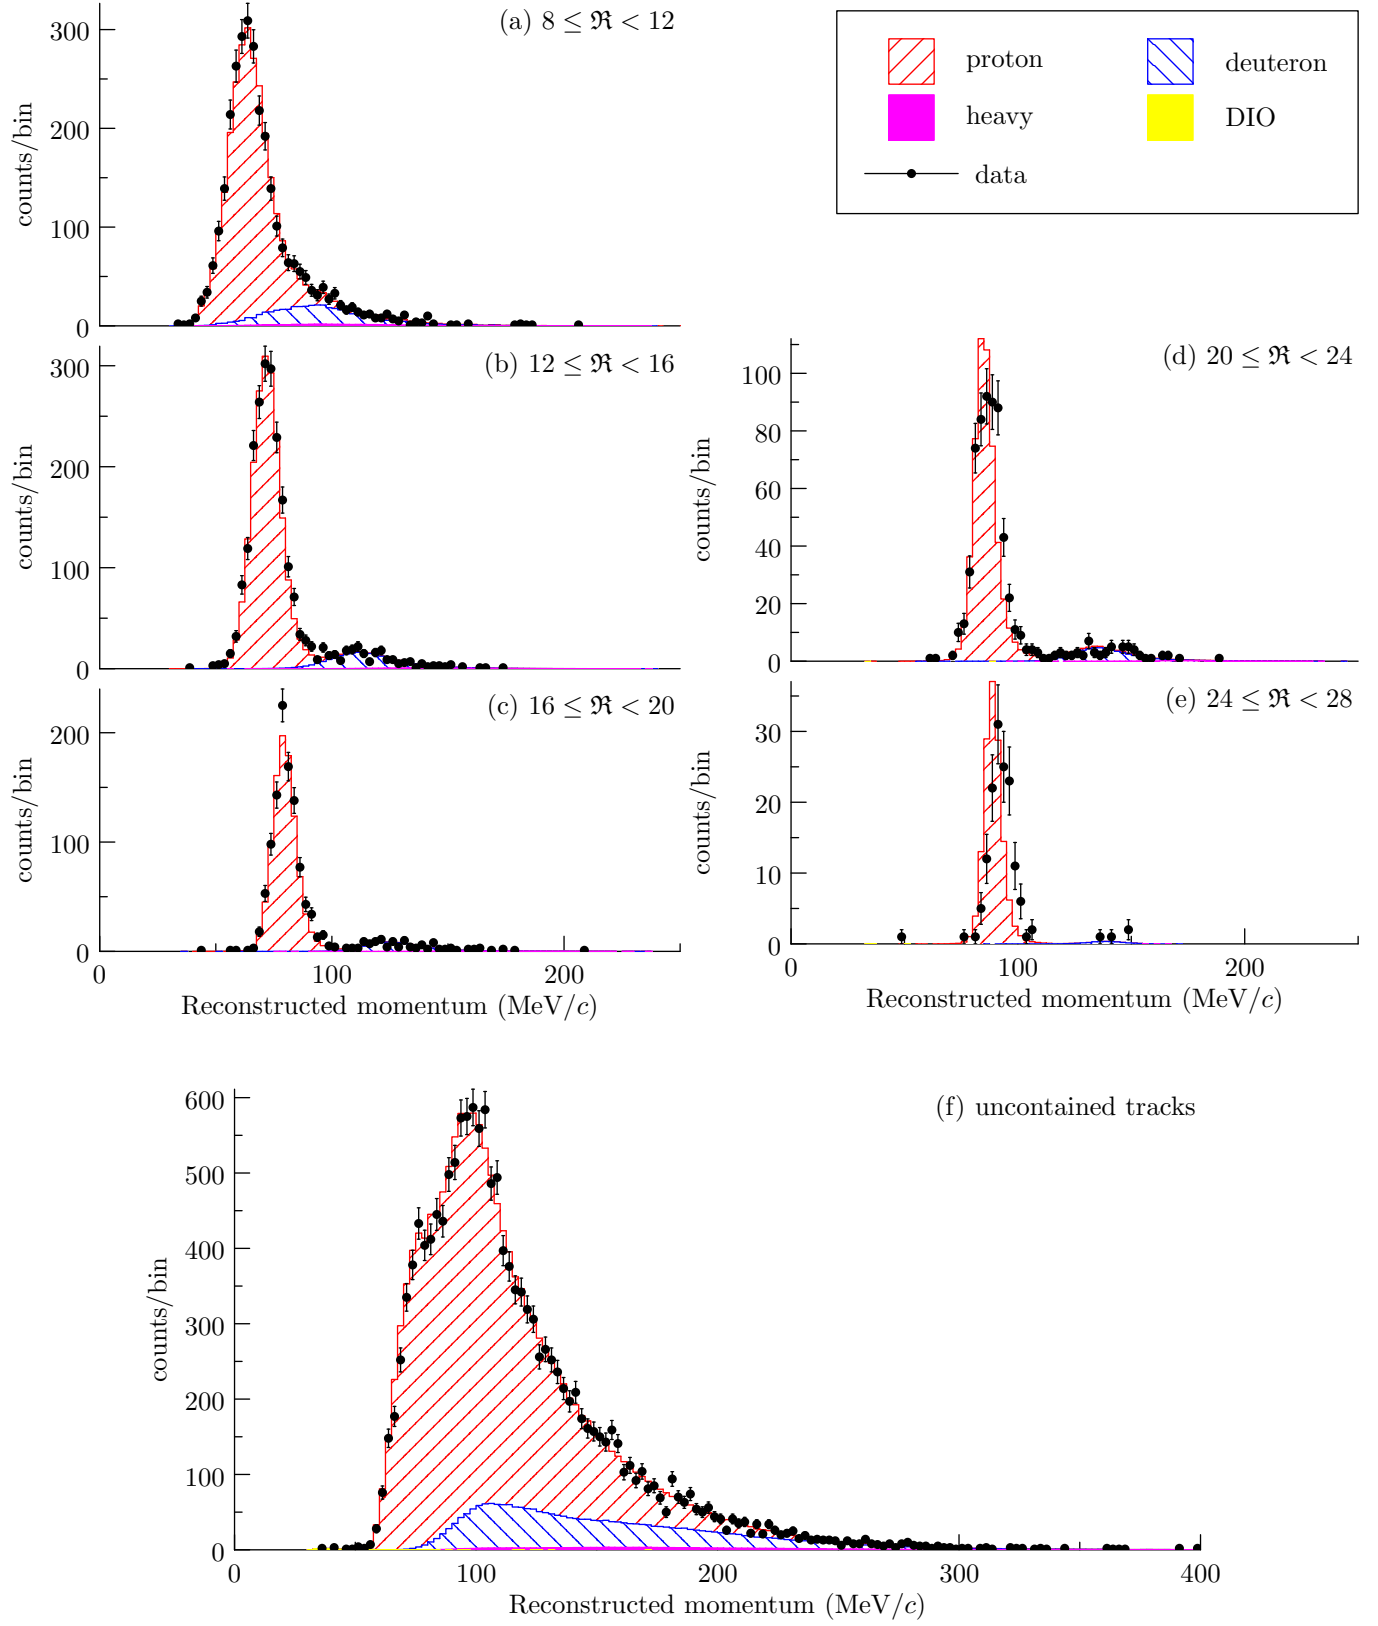 (a) 8 ≤ ℜ < 12
300
200
100
0
counts/bin
proton
deuteron
heavy
DIO
data
(b) 12 ≤ ℜ < 16
300
200
100
0
counts/bin
(c) 16 ≤ ℜ < 20
200
100
0
counts/bin
0 100 200
Reconstructed momentum (MeV/c)
(d) 20 ≤ ℜ < 24
100
80
60
40
20
0
counts/bin
(e) 24 ≤ ℜ < 28
30
20
10
0
counts/bin
0 100 200
Reconstructed momentum (MeV/c)
(f) uncontained tracks
600
500
400
300
200
100
0
counts/bin
0 100 200 300 400
Reconstructed momentum (MeV/c)